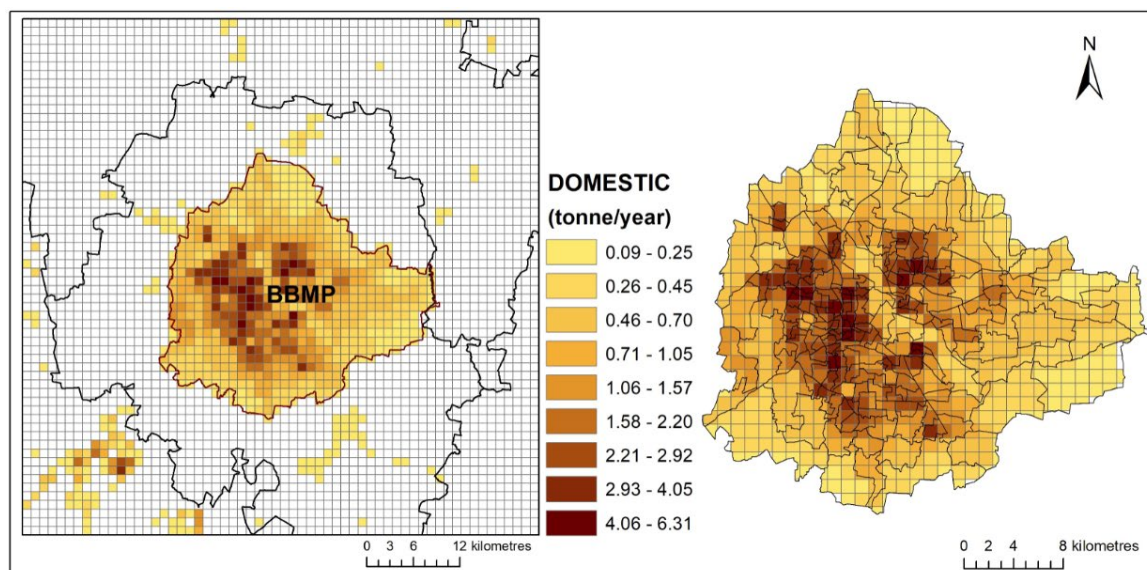 BBMP
0 3 6 12 kilometres
DOMESTIC
(tonne/year)
0.09 - 0.25
0.26 - 0.45
0.46 - 0.70
0.71 - 1.05
1.06 - 1.57
1.58 - 2.20
2.21 - 2.92
2.93 - 4.05
4.06 - 6.31
N
0 2 4 8 kilometres